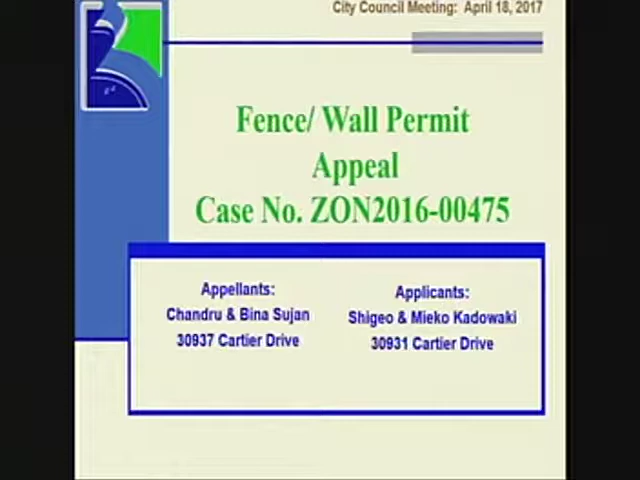 City Council Meeting: April 18, 2017
Fence/ Wall Permit
Appeal
Case No. ZON2016-00475
Appellants:
Chandru & Bina Sujan
30937 Cartier Drive
Applicants:
Shigeo & Mieko Kadowaki
30931 Cartier Drive